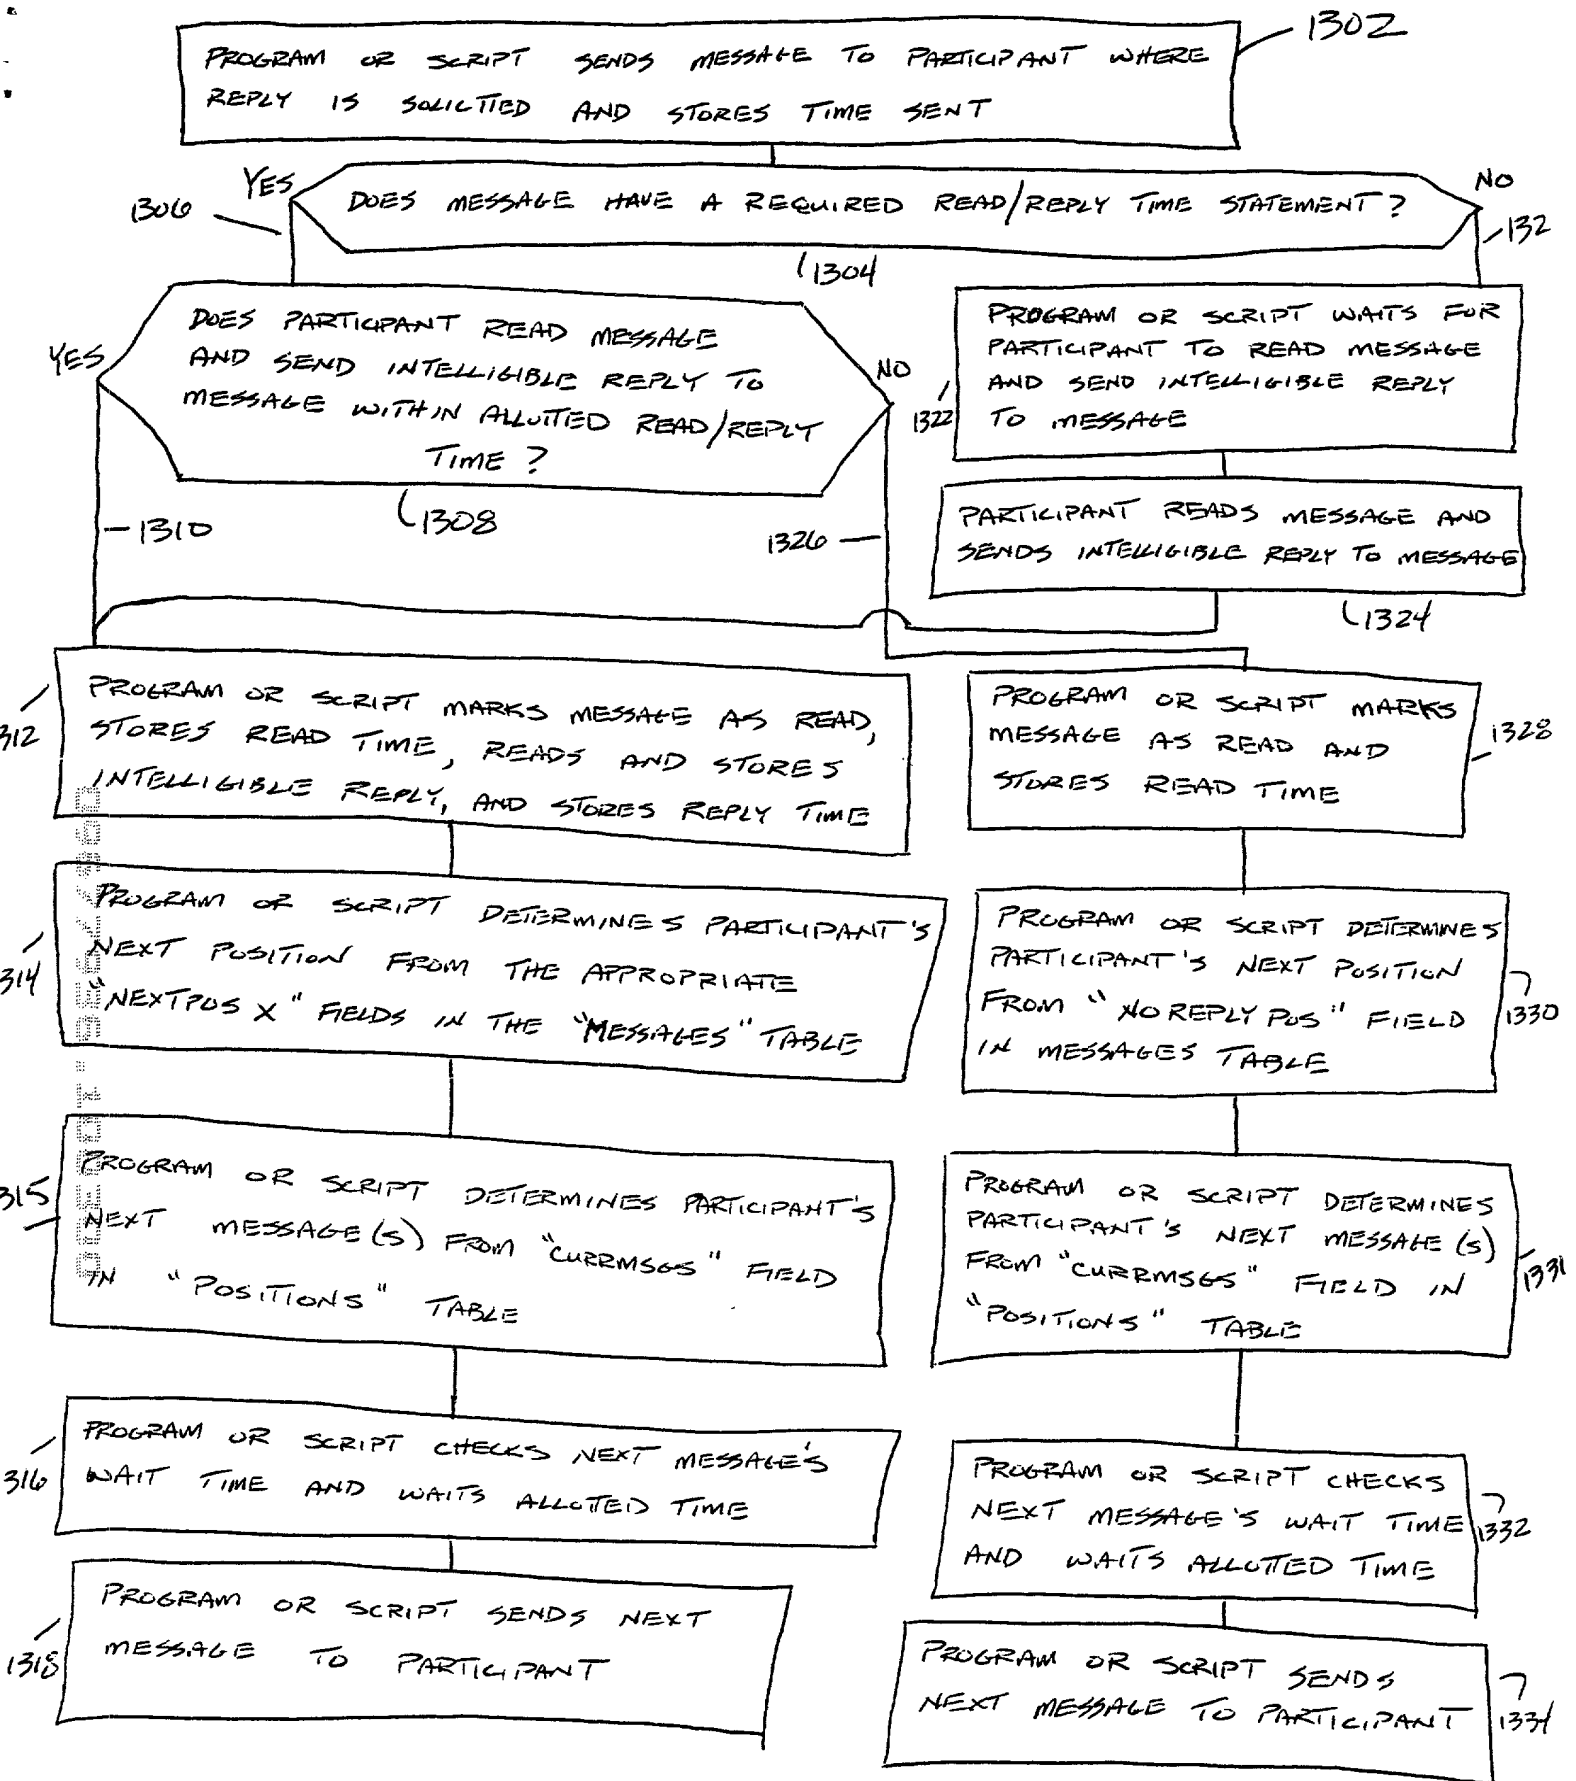 1302
PROGRAM OR SCRIPT SENDS MESSAGE TO PARTICIPANT WHERE
REPLY IS SOLICTIED AND STORES TIME SENT
YES
NO
1306
DOES MESSAGE HAVE A REQUIRED READ/REPLY TIME STATEMENT?
132
1304
DOES PARTICIPANT READ MESSAGE
AND SEND INTELLIGIBLE REPLY TO
MESSAGE WITHIN ALLOTTED READ/REPLY
TIME?
YES
NO
1308
1310
PROGRAM OR SCRIPT WAITS FOR
PARTICIPANT TO READ MESSAGE
AND SEND INTELLIGIBLE REPLY
TO MESSAGE
1322
PARTICIPANT READS MESSAGE AND
SENDS INTELLIGIBLE REPLY TO MESSAGE
1326
1324
PROGRAM OR SCRIPT MARKS MESSAGE AS READ,
STORES READ TIME, READS AND STORES
INTELLIGIBLE REPLY, AND STORES REPLY TIME
312
PROGRAM OR SCRIPT MARKS
MESSAGE AS READ AND
STORES READ TIME
1328
PROGRAM OR SCRIPT DETERMINES PARTICIPANT'S
NEXT POSITION FROM THE APPROPRIATE
"NEXTPOS X" FIELDS IN THE "MESSAGES" TABLE
314
PROGRAM OR SCRIPT DETERMINES
PARTICIPANT'S NEXT POSITION
FROM "NOREPLYPOS" FIELD
IN MESSAGES TABLE
1330
PROGRAM OR SCRIPT DETERMINES PARTICIPANT'S
NEXT MESSAGE(S) FROM "CURRMSGS" FIELD
IN "POSITIONS" TABLE
315
PROGRAM OR SCRIPT DETERMINES
PARTICIPANT'S NEXT MESSAGE(S)
FROM "CURRMSGS" FIELD IN
"POSITIONS" TABLE
1331
PROGRAM OR SCRIPT CHECKS NEXT MESSAGE'S
WAIT TIME AND WAITS ALLOTTED TIME
316
PROGRAM OR SCRIPT CHECKS
NEXT MESSAGE'S WAIT TIME
AND WAITS ALLOTTED TIME
1332
PROGRAM OR SCRIPT SENDS NEXT
MESSAGE TO PARTICIPANT
1318
PROGRAM OR SCRIPT SENDS
NEXT MESSAGE TO PARTICIPANT
1334